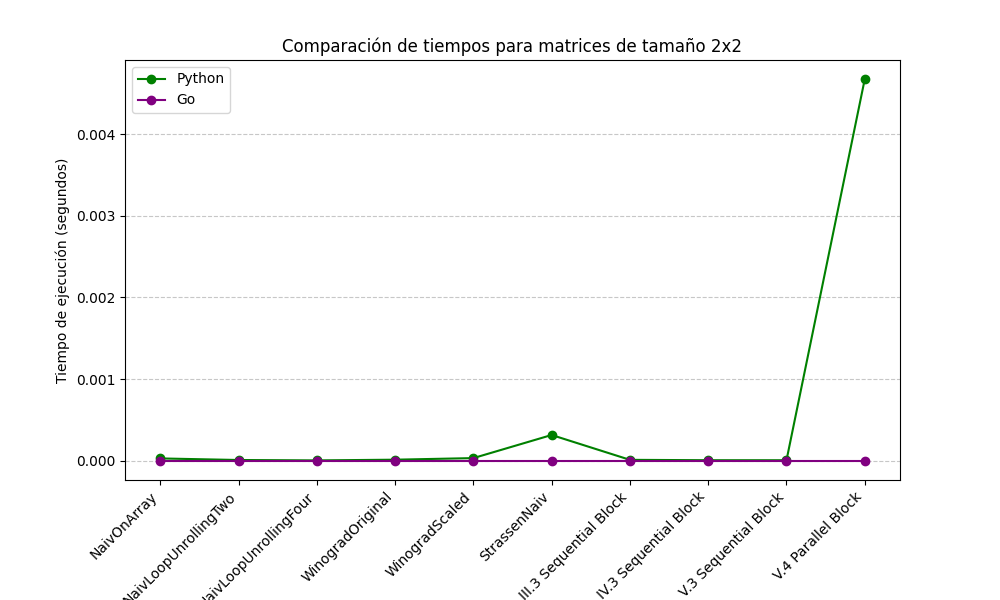 Comparación de tiempos para matrices de tamaño 2x2
Python
Go
Tiempo de ejecución (segundos)
0.004
0.003
0.002
0.001
0.000
NaivOnArray
NaivLoopUnrollingTwo
NaivLoopUnrollingFour
WinogradOriginal
WinogradScaled
StrassenNaiv
III.3 Sequential Block
IV.3 Sequential Block
V.3 Sequential Block
V.4 Parallel Block